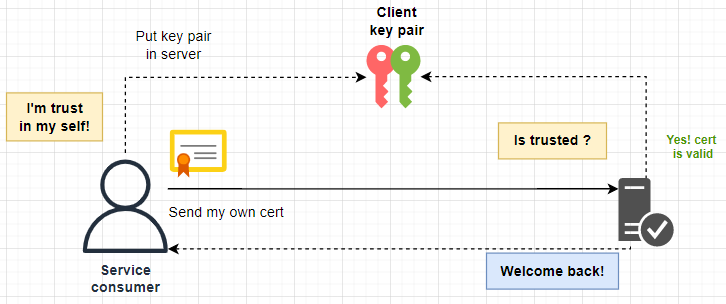 Client
key pair
Put key pair
in server
I'm trust
in my self!
Is trusted ?
Yes! cert
is valid
Send my own cert
Welcome back!
Service
consumer